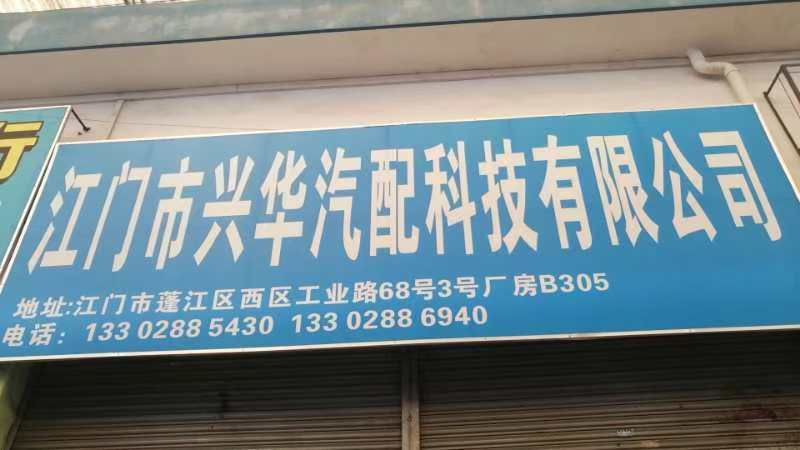 行
江门市兴华汽配科技有限公司
地址:江门市蓬江区西区工业路68号3号厂房B305
电话: 133 0288 5430 133 0288 6940